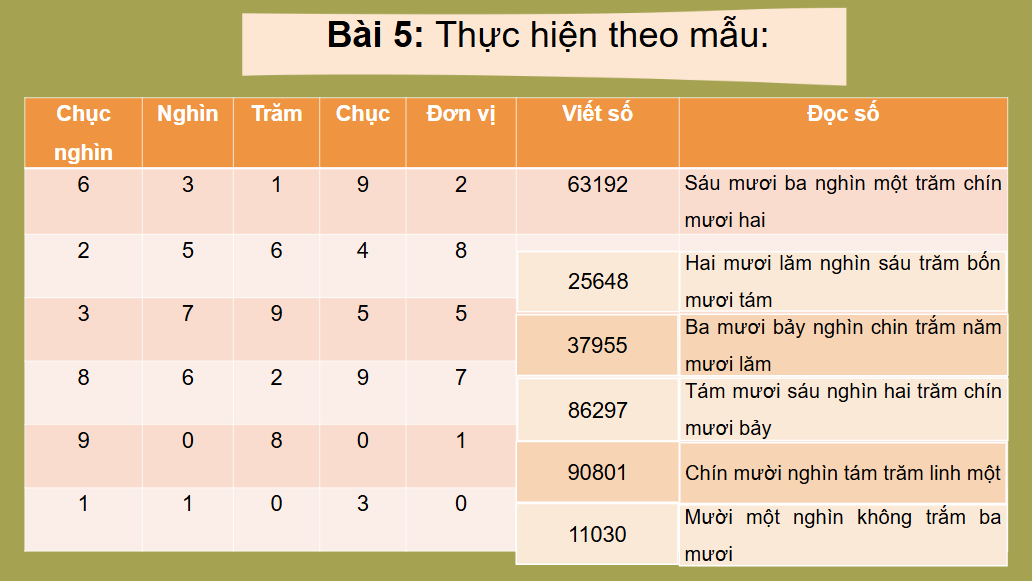 Bài 5: Thực hiện theo mẫu:
Chục nghìn Nghìn Trăm Chục Đơn vị Viết số Đọc số
6 3 1 9 2 63192 Sáu mươi ba nghìn một trăm chín
mươi hai
2 5 6 4 8 25648 Hai mươi lăm nghìn sáu trăm bốn
mươi tám
3 7 9 5 5 37955 Ba mươi bảy nghìn chin trắm năm
mươi lăm
8 6 2 9 7 86297 Tám mươi sáu nghìn hai trăm chín
mươi bảy
9 0 8 0 1 90801 Chín mười nghìn tám trăm linh một
1 1 0 3 0 11030 Mười một nghìn không trắm ba
mươi